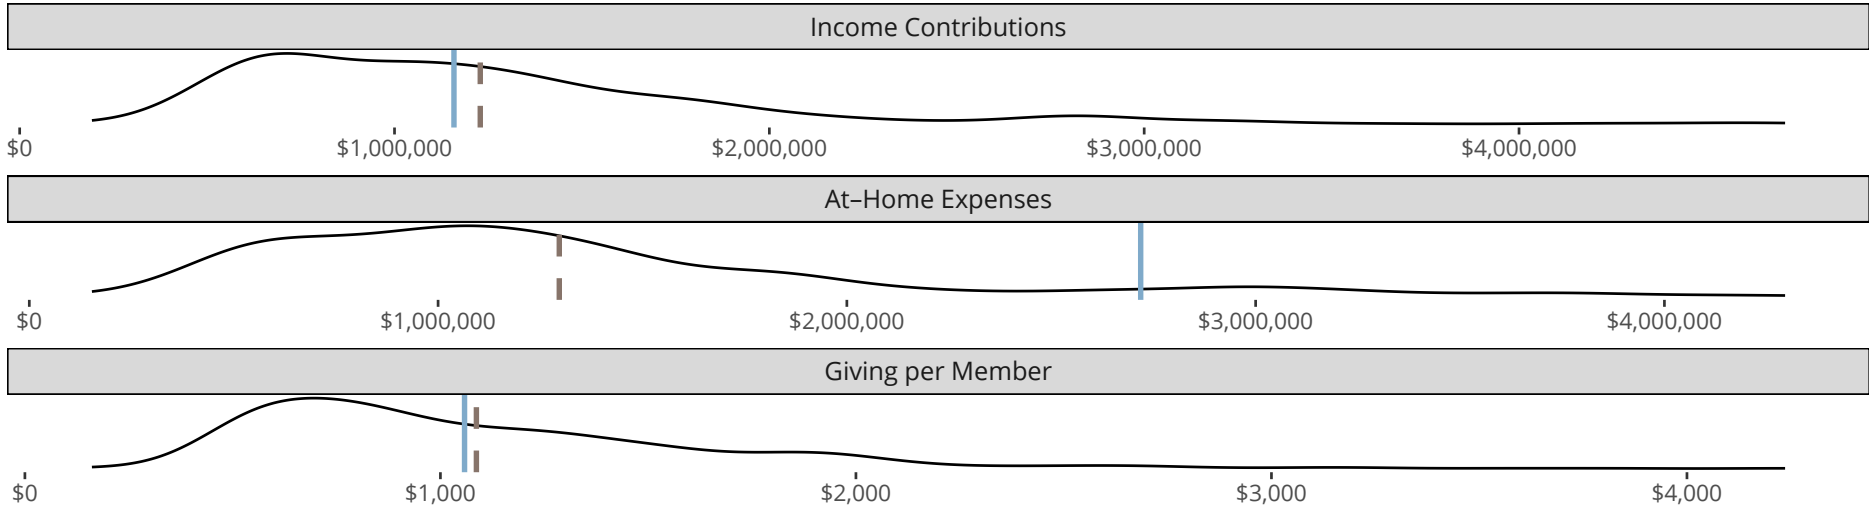 Income Contributions
$0 $1,000,000 $2,000,000 $3,000,000 $4,000,000
At–Home Expenses
$0 $1,000,000 $2,000,000 $3,000,000 $4,000,000
Giving per Member
$0 $1,000 $2,000 $3,000 $4,000